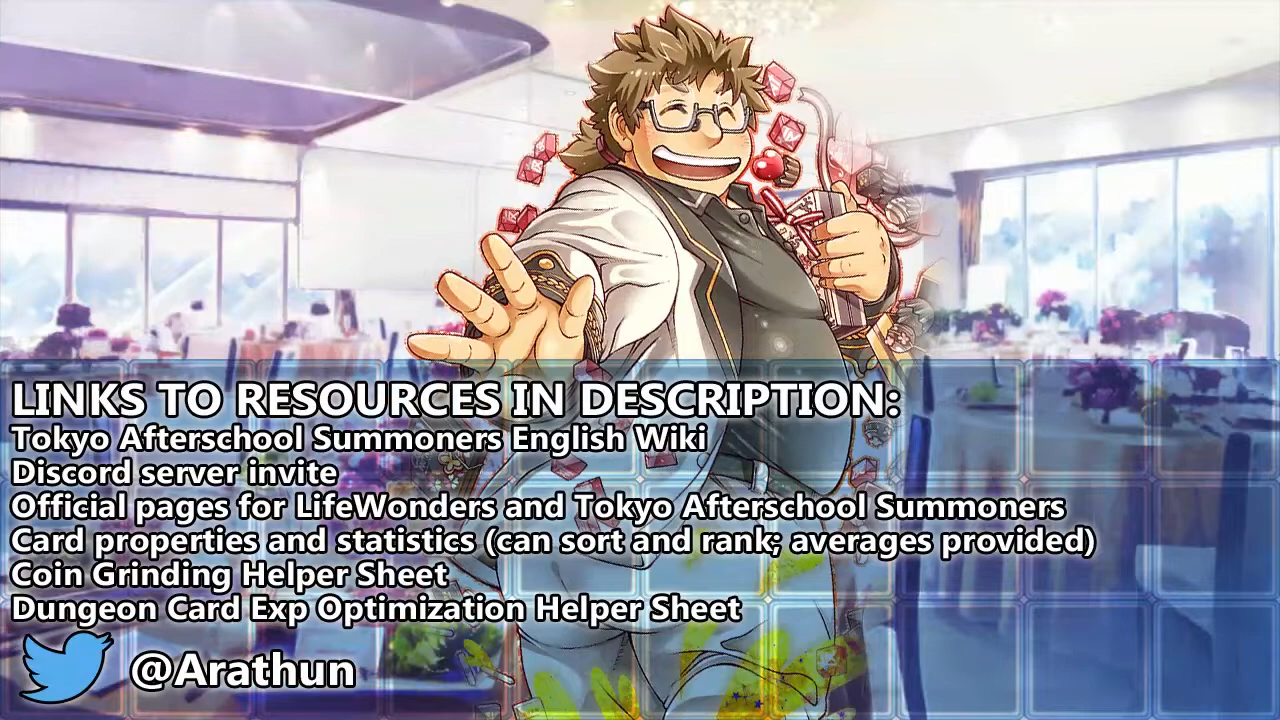 LINKS TO RESOURCES IN DESCRIPTION:
Tokyo Afterschool Summoners English Wiki
Discord server invite
Official pages for LifeWonders and Tokyo Afterschool Summoners
Card properties and statistics (can sort and rank; averages provided)
Coin Grinding Helper Sheet
Dungeon Card Exp Optimization Helper Sheet
@Arathun